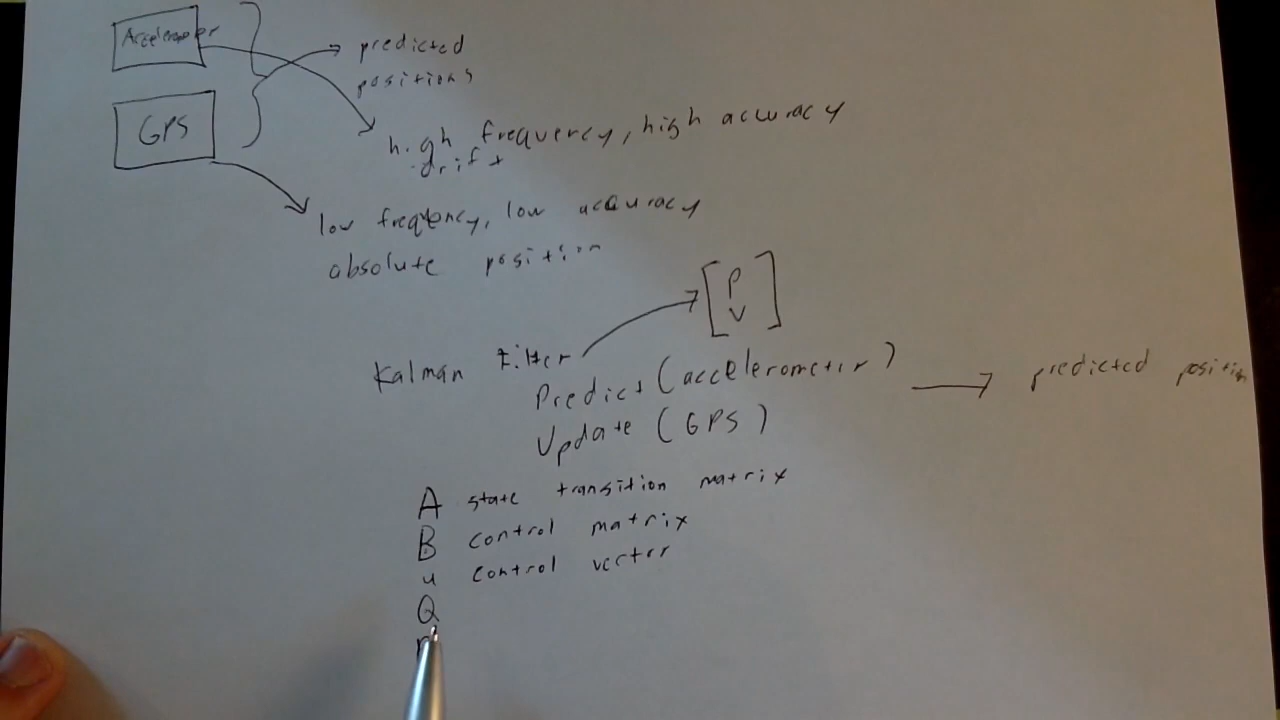 Accelerometer
GPS
predicted
positions
high frequency, high accuracy
drift
low frequency, low accuracy
absolute position
P
V
Kalman Filter
Predict (accelerometer)
predicted position
Update (GPS)
A state transition matrix
B control matrix
u control vector
Q